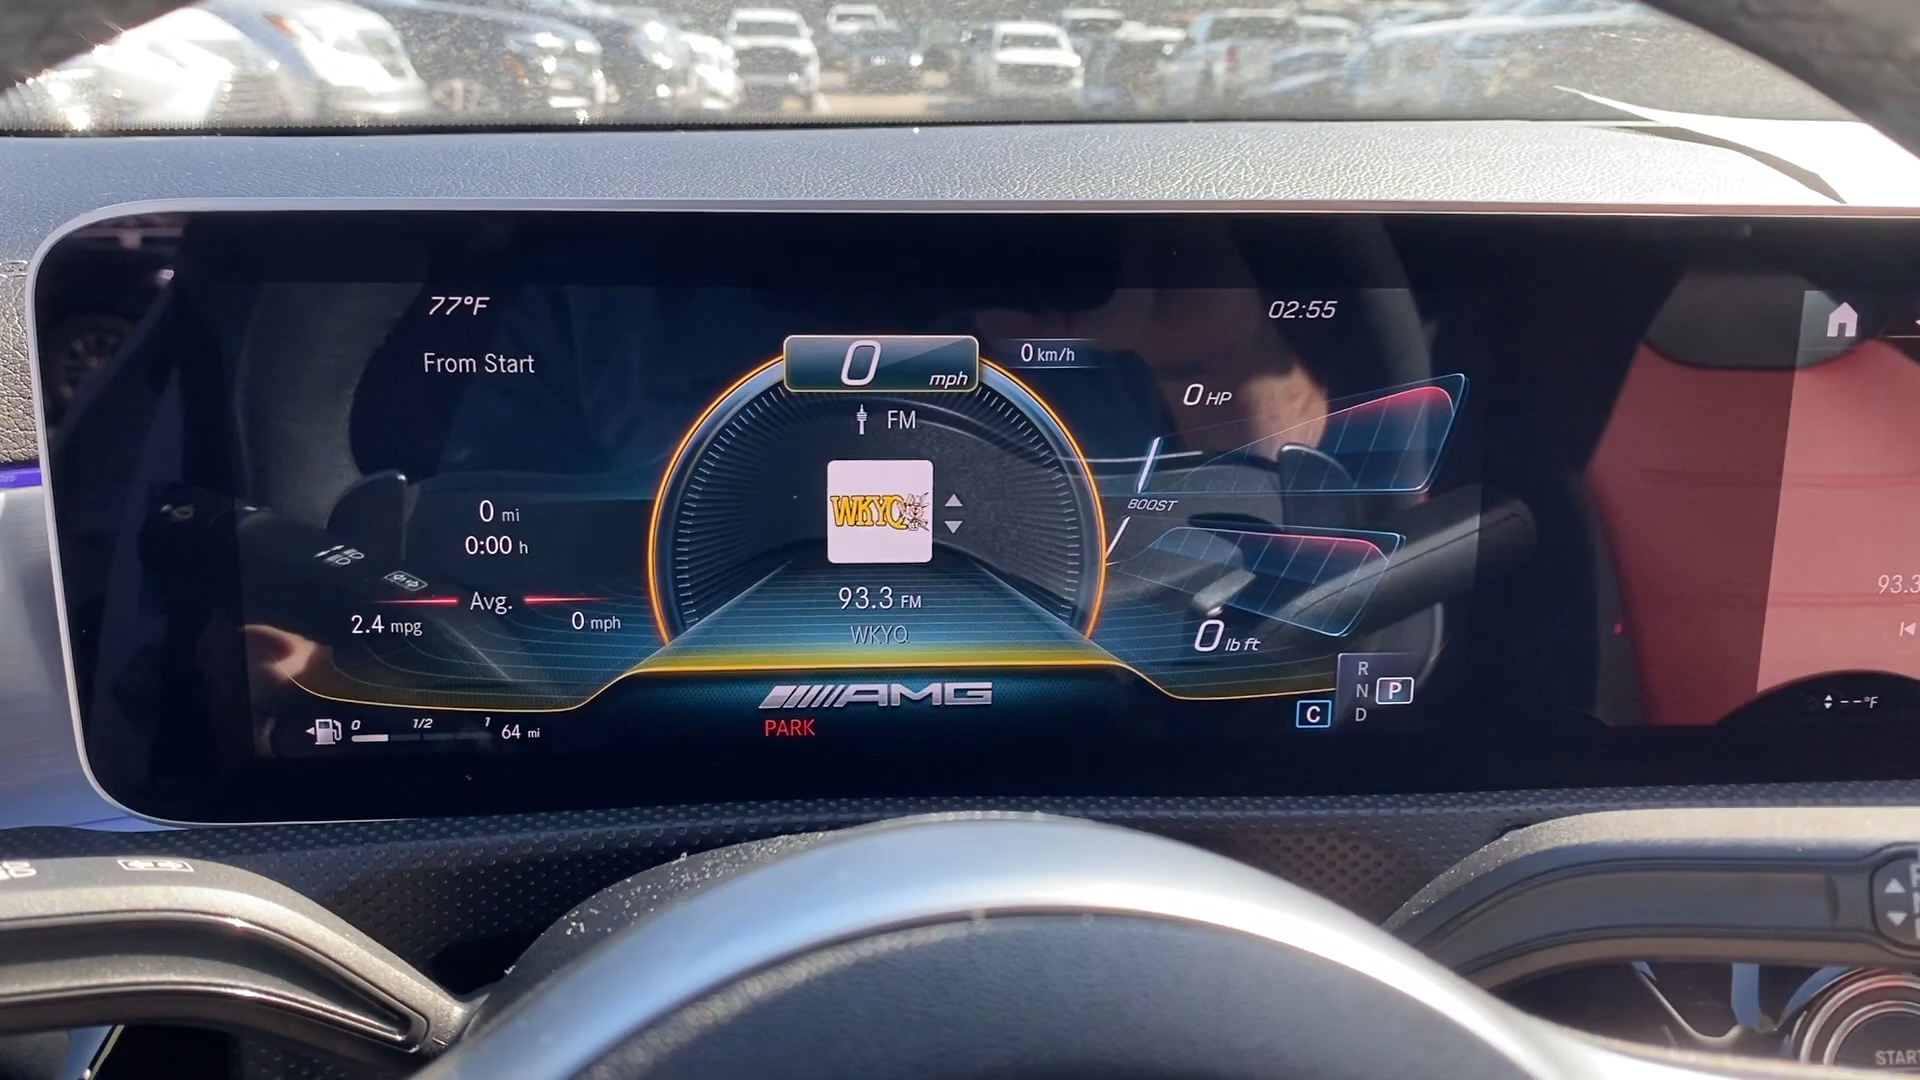 77°F
02:55
From Start
0 mph
0 km/h
0 HP
FM
WKYQ
BOOST
0 mi
0:00 h
Avg.
2.4 mpg
0 mph
93.3 FM
WKYQ
0 lb ft
93.3
AMG
PARK
R
N
D
P
C
0 1/2 1
64 mi
--°F
START